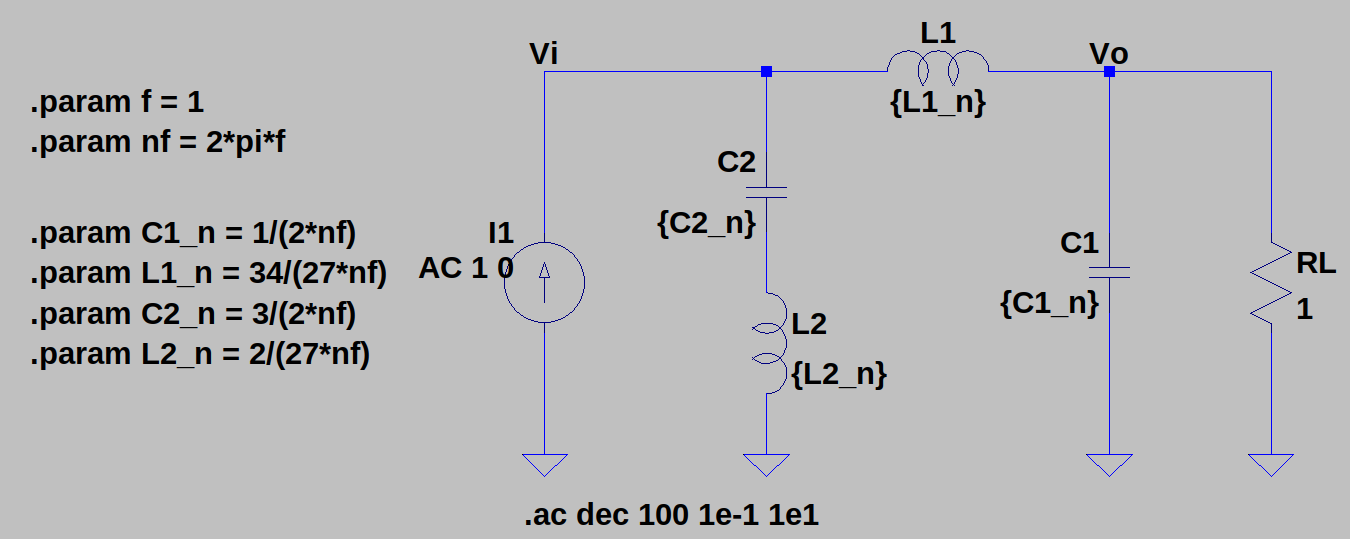 .param f = 1
.param nf = 2*pi*f
.param C1_n = 1/(2*nf)
.param L1_n = 34/(27*nf)
.param C2_n = 3/(2*nf)
.param L2_n = 2/(27*nf)
Vi
I1
AC 1 0
C2
{C2_n}
L2
{L2_n}
L1
{L1_n}
Vo
C1
{C1_n}
RL
1
.ac dec 100 1e-1 1e1